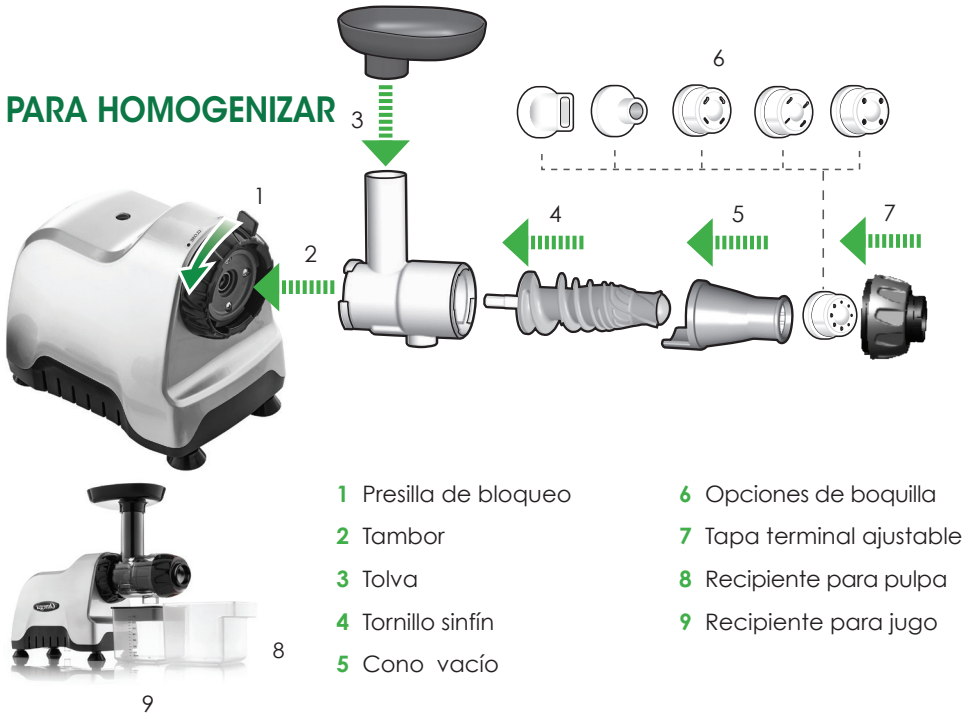 PARA HOMOGENIZAR
3
6
1
2
4
5
7
8
9
1 Presilla de bloqueo
2 Tambor
3 Tolva
4 Tornillo sinfín
5 Cono vacío
6 Opciones de boquilla
7 Tapa terminal ajustable
8 Recipiente para pulpa
9 Recipiente para jugo